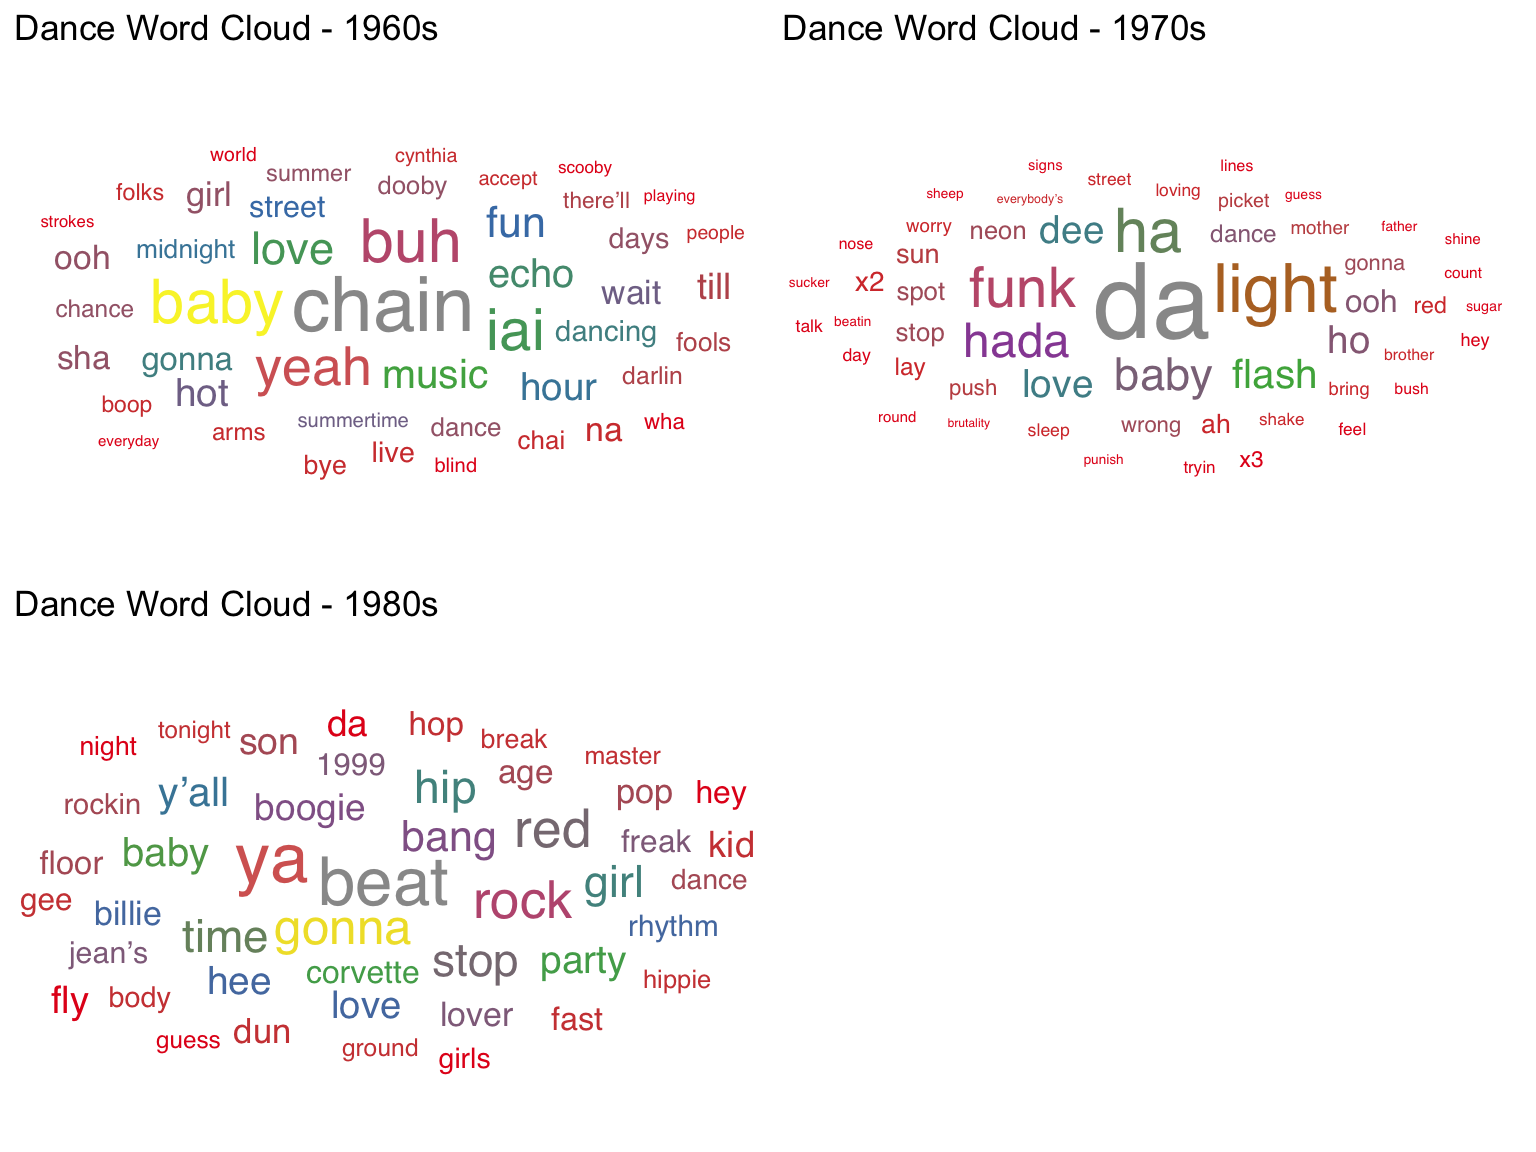 Dance Word Cloud - 1960s
world
cynthia
scooby
summer
dooby
accept
folks
girl
there'll
playing
strokes
street
buh
fun
ooh
midnight
love
days
people
echo
chance
baby
chain
wait
till
iai
dancing
sha
gonna
yeah
music
fools
hot
hour
darlin
boop
summertime
everyday
arms
dance
chai
na
wha
bye
live
blind
Dance Word Cloud - 1970s
signs
lines
street
sheep
everybody's
loving
picket
guess
worry
neon
dee
ha
dance
mother
father
shine
nose
sun
gonna
sucker
x2
spot
funk
da
light
count
ooh
red
sugar
talk
beatin
stop
hada
ho
hey
day
lay
brother
push
love
baby
flash
bring
bush
round
brutality
sleep
wrong
ah
shake
feel
punish
tryin
x3
Dance Word Cloud - 1980s
night
tonight
son
da
hop
break
1999
age
master
rockin
y'all
boogie
hip
pop
hey
bang
red
freak
kid
floor
baby
ya
beat
girl
dance
gee
billie
rock
time
gonna
rhythm
jean's
stop
party
hee
corvette
hippie
fly
body
love
lover
fast
guess
dun
ground
girls